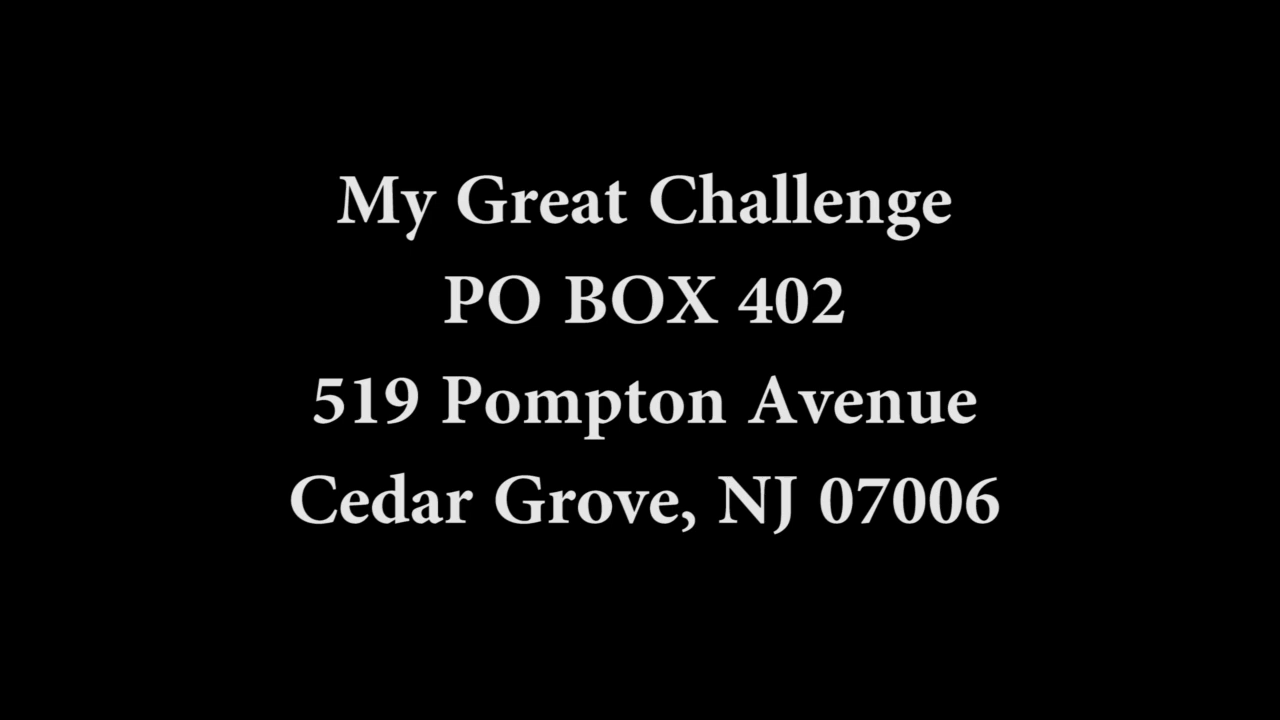 My Great Challenge
PO BOX 402
519 Pompton Avenue
Cedar Grove, NJ 07006